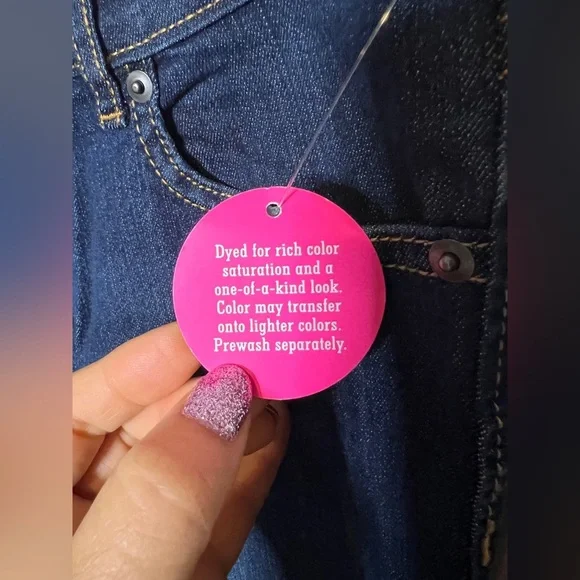 Dyed for rich color
saturation and a
one-of-a-kind look.
Color may transfer
onto lighter colors.
Prewash separately.